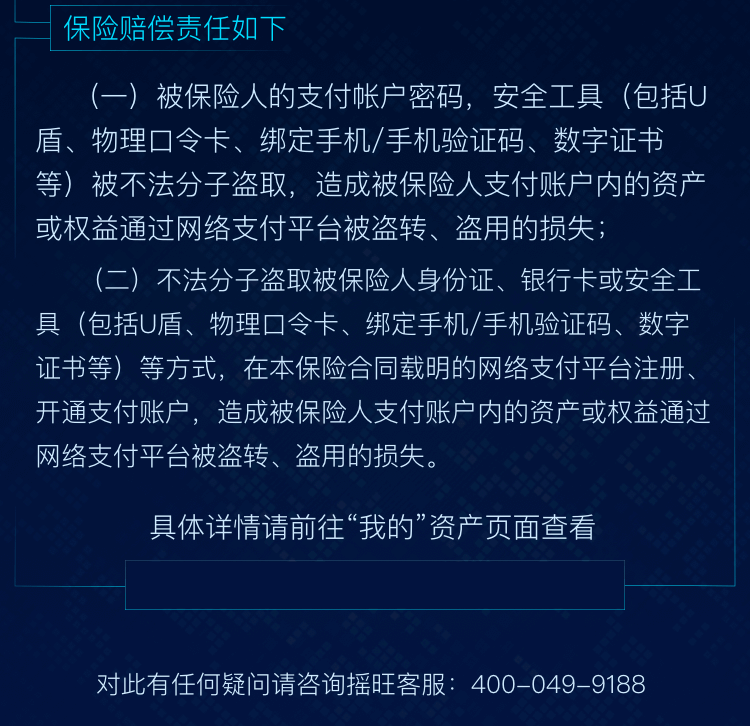 保险赔偿责任如下
（一）被保险人的支付帐户密码，安全工具（包括U
盾、物理口令卡、绑定手机/手机验证码、数字证书
等）被不法分子盗取，造成被保险人支付账户内的资产
或权益通过网络支付平台被盗转、盗用的损失；
（二）不法分子盗取被保险人身份证、银行卡或安全工
具（包括U盾、物理口令卡、绑定手机/手机验证码、数字
证书等）等方式，在本保险合同载明的网络支付平台注册、
开通支付账户，造成被保险人支付账户内的资产或权益通过
网络支付平台被盗转、盗用的损失。
具体详情请前往“我的”资产页面查看
对此有任何疑问请咨询摇旺客服：400-049-9188